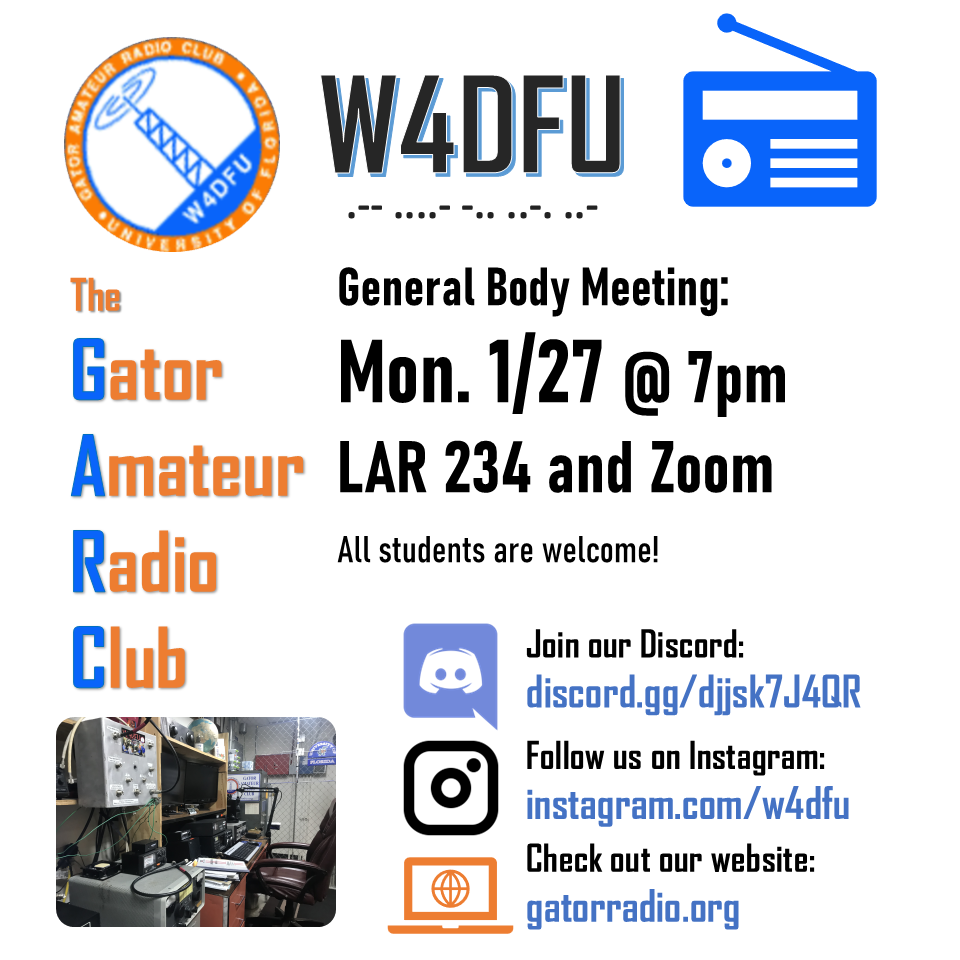 GATOR AMATEUR RADIO CLUB
UNIVERSITY OF FLORIDA
W4DFU
W4DFU
.-- ....- -.. ..-. ..-
The
Gator
Amateur
Radio
Club
General Body Meeting:
Mon. 1/27 @ 7pm
LAR 234 and Zoom
All students are welcome!
Join our Discord:
discord.gg/djjsk7J4QR
Follow us on Instagram:
instagram.com/w4dfu
Check out our website:
gatorradio.org
FLORIDA
GATOR